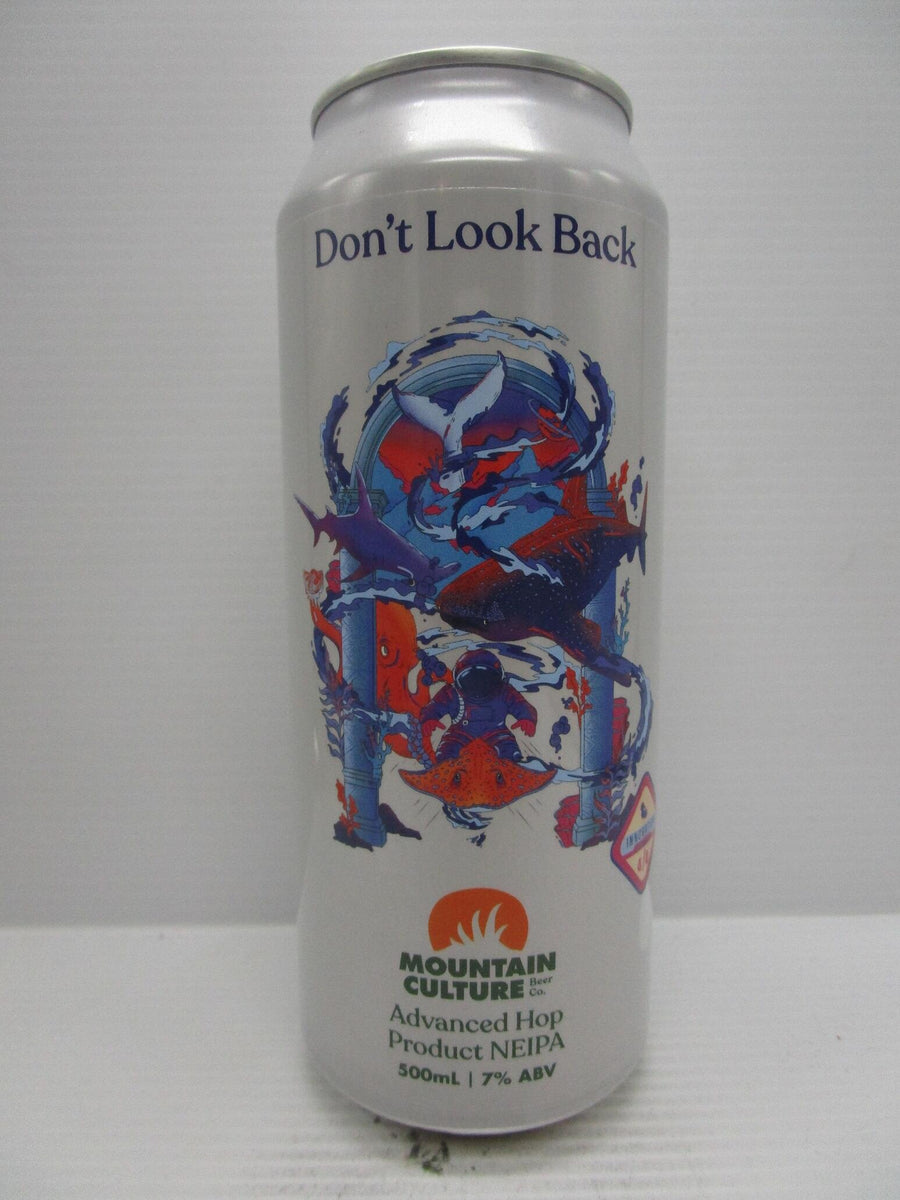 Don't Look Back
MOUNTAIN
CULTURE Beer Co.
Advanced Hop
Product NEIPA
500mL | 7% ABV